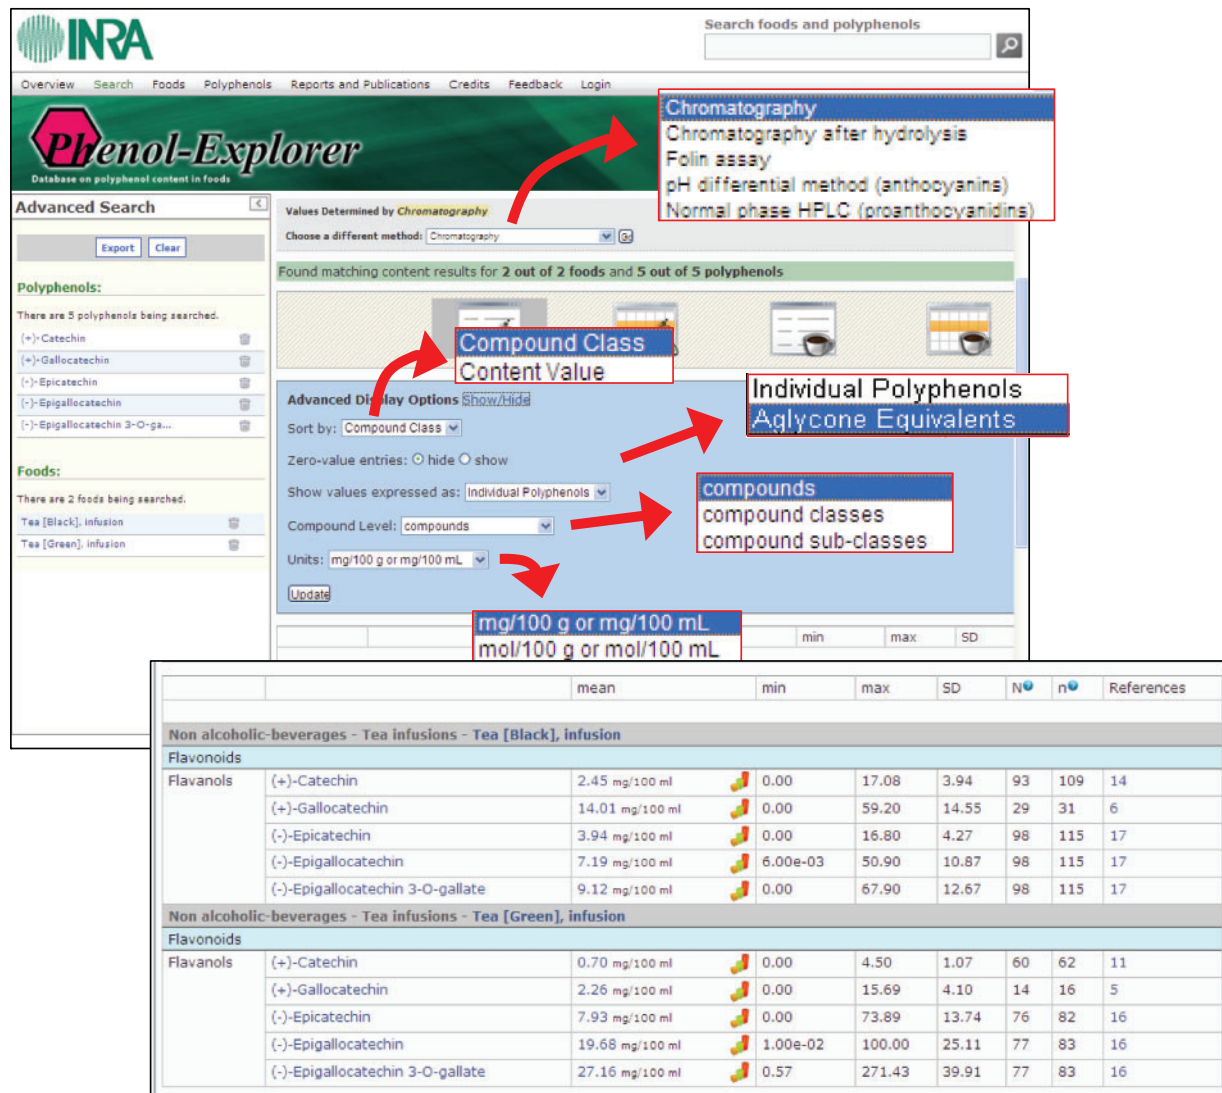 INRA
Search foods and polyphenols
Overview Search Foods Polyphenols Reports and Publications Credits Feedback Login
Phenol-Explorer
Database on polyphenol content in foods
Chromatography
Chromatography after hydrolysis
Folin assay
pH differential method (anthocyanins)
Normal phase HPLC (proanthocyanidins)
Advanced Search
Export Clear
Polyphenols:
There are 5 polyphenols being searched.
(+)-Catechin
(+)-Gallocatechin
(-)-Epicatechin
(-)-Epigallocatechin
(-)-Epigallocatechin 3-O-ga...
Foods:
There are 2 foods being searched.
Tea [Black], infusion
Tea [Green], infusion
Values Determined by Chromatography
Choose a different method: Chromatography Go
Found matching content results for 2 out of 2 foods and 5 out of 5 polyphenols
Compound Class
Content Value
Individual Polyphenols
Aglycone Equivalents
Advanced Display Options Show/Hide
Sort by: Compound Class
Zero-value entries: hide show
Show values expressed as: Individual Polyphenols
Compound Level: compounds
Units: mg/100 g or mg/100 mL
Update
compounds
compound classes
compound sub-classes
mg/100 g or mg/100 mL
mol/100 g or mol/100 mL
min max SD
mean min max SD N n References
Non alcoholic-beverages - Tea infusions - Tea [Black], infusion
Flavonoids
Flavanols (+)-Catechin 2.45 mg/100 ml 0.00 17.08 3.94 93 109 14
(+)-Gallocatechin 14.01 mg/100 ml 0.00 59.20 14.55 29 31 6
(-)-Epicatechin 3.94 mg/100 ml 0.00 16.80 4.27 98 115 17
(-)-Epigallocatechin 7.19 mg/100 ml 6.00e-03 50.90 10.87 98 115 17
(-)-Epigallocatechin 3-O-gallate 9.12 mg/100 ml 0.00 67.90 12.67 98 115 17
Non alcoholic-beverages - Tea infusions - Tea [Green], infusion
Flavonoids
Flavanols (+)-Catechin 0.70 mg/100 ml 0.00 4.50 1.07 60 62 11
(+)-Gallocatechin 2.26 mg/100 ml 0.00 15.69 4.10 14 16 5
(-)-Epicatechin 7.93 mg/100 ml 0.00 73.89 13.74 76 82 16
(-)-Epigallocatechin 19.68 mg/100 ml 1.00e-02 100.00 25.11 77 83 16
(-)-Epigallocatechin 3-O-gallate 27.16 mg/100 ml 0.57 271.43 39.91 77 83 16